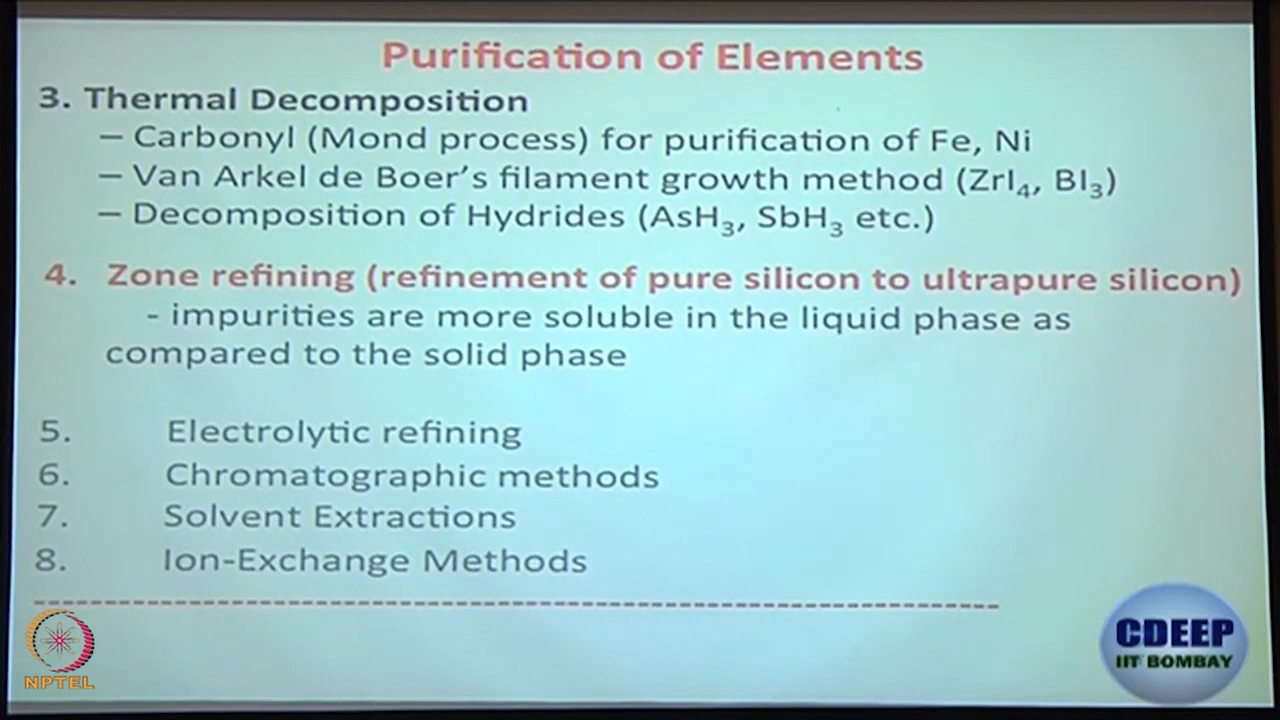 Purification of Elements
3. Thermal Decomposition
– Carbonyl (Mond process) for purification of Fe, Ni
– Van Arkel de Boer's filament growth method (ZrI₄, BI₃)
– Decomposition of Hydrides (AsH₃, SbH₃ etc.)
4. Zone refining (refinement of pure silicon to ultrapure silicon)
- impurities are more soluble in the liquid phase as
compared to the solid phase
5. Electrolytic refining
6. Chromatographic methods
7. Solvent Extractions
8. Ion-Exchange Methods
NPTEL
CDEEP
IIT BOMBAY